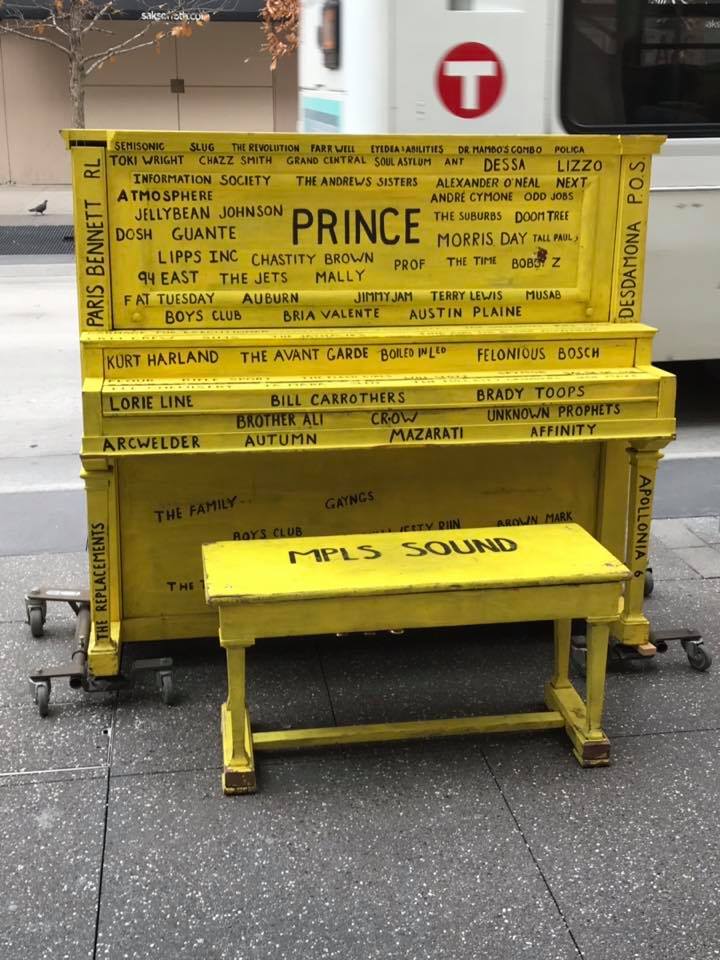 T
SEMISONIC SLUG THE REVOLUTION FARR WELL EYEDEA & ABILITIES DR. MAMBO'S COMBO POLICA
TOKI WRIGHT CHAZZ SMITH GRAND CENTRAL SOUL ASYLUM ANT DESSA LIZZO
INFORMATION SOCIETY THE ANDREWS SISTERS ALEXANDER O'NEAL NEXT
ATMOSPHERE ANDRÉ CYMONE ODD JOBS
JELLYBEAN JOHNSON PRINCE THE SUBURBS DOOMTREE
DOSH GUANTE MORRIS DAY TALL PAUL
LIPPS INC CHASTITY BROWN PROF THE TIME BOBBY Z
94 EAST THE JETS MALLY
FAT TUESDAY AUBURN JIMMY JAM TERRY LEWIS MUSAB
BOYS CLUB BRIA VALENTE AUSTIN PLAINE
PARIS BENNETT RL
DESDAMONA P.O.S.
KURT HARLAND THE AVANT GARDE BOILED IN LED FELONIOUS BOSCH
LORIE LINE BILL CARROTHERS BRADY TOOPS
BROTHER ALI CROW UNKNOWN PROPHETS
ARCWELDER AUTUMN MAZARATI AFFINITY
THE FAMILY GAYNGS
BOYS CLUB BROWN MARK
THE
THE REPLACEMENTS
APOLLONIA 6
MPLS SOUND